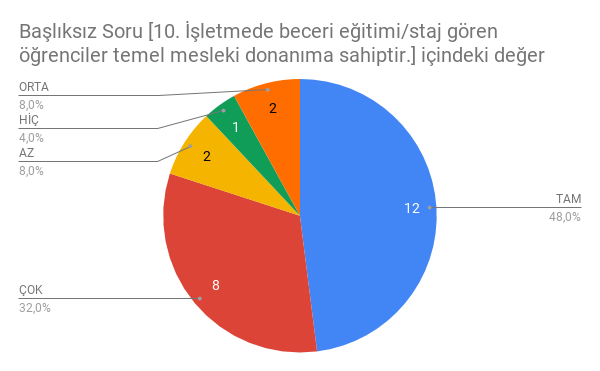 Başlıksız Soru [10. İşletmede beceri eğitimi/staj gören
öğrenciler temel mesleki donanıma sahiptir.] içindeki değer
ORTA
8,0%
HİÇ
4,0%
AZ
8,0%
ÇOK
32,0%
2
1
2
8
12
TAM
48,0%